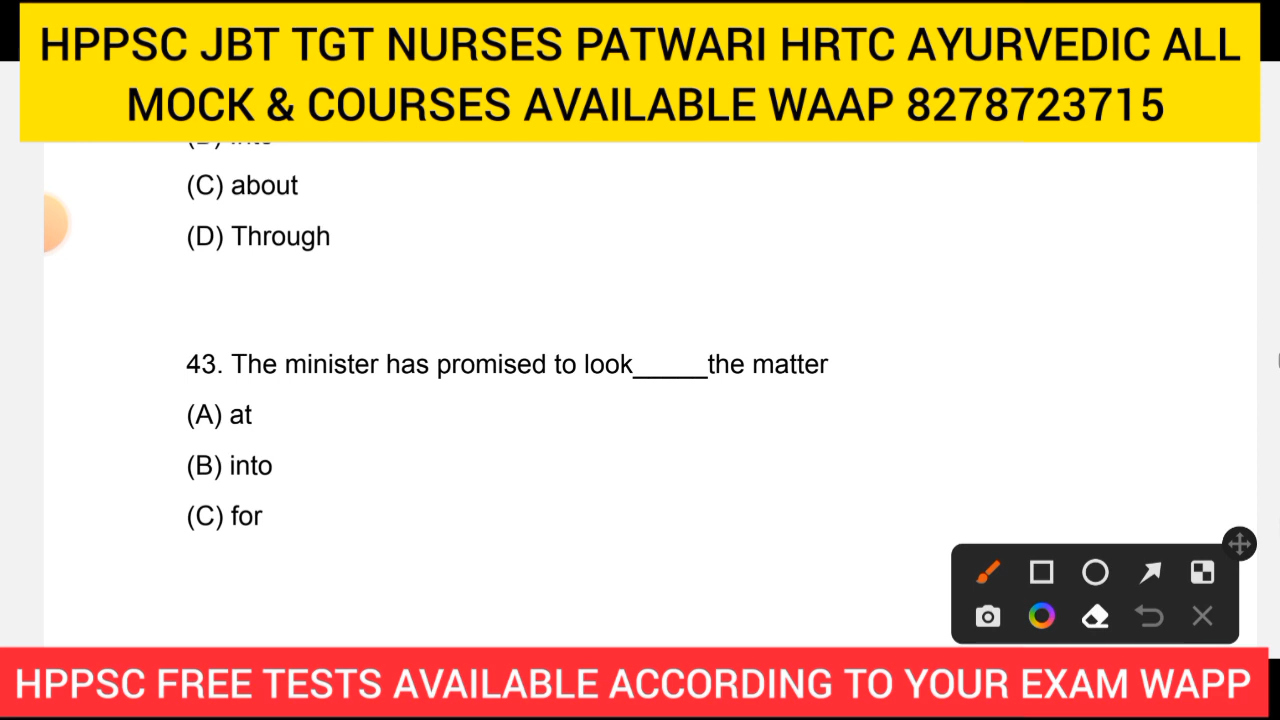 HPPSC JBT TGT NURSES PATWARI HRTC AYURVEDIC ALL
MOCK & COURSES AVAILABLE WAAP 8278723715
(C) about
(D) Through
43. The minister has promised to look_____the matter
(A) at
(B) into
(C) for
HPPSC FREE TESTS AVAILABLE ACCORDING TO YOUR EXAM WAPP